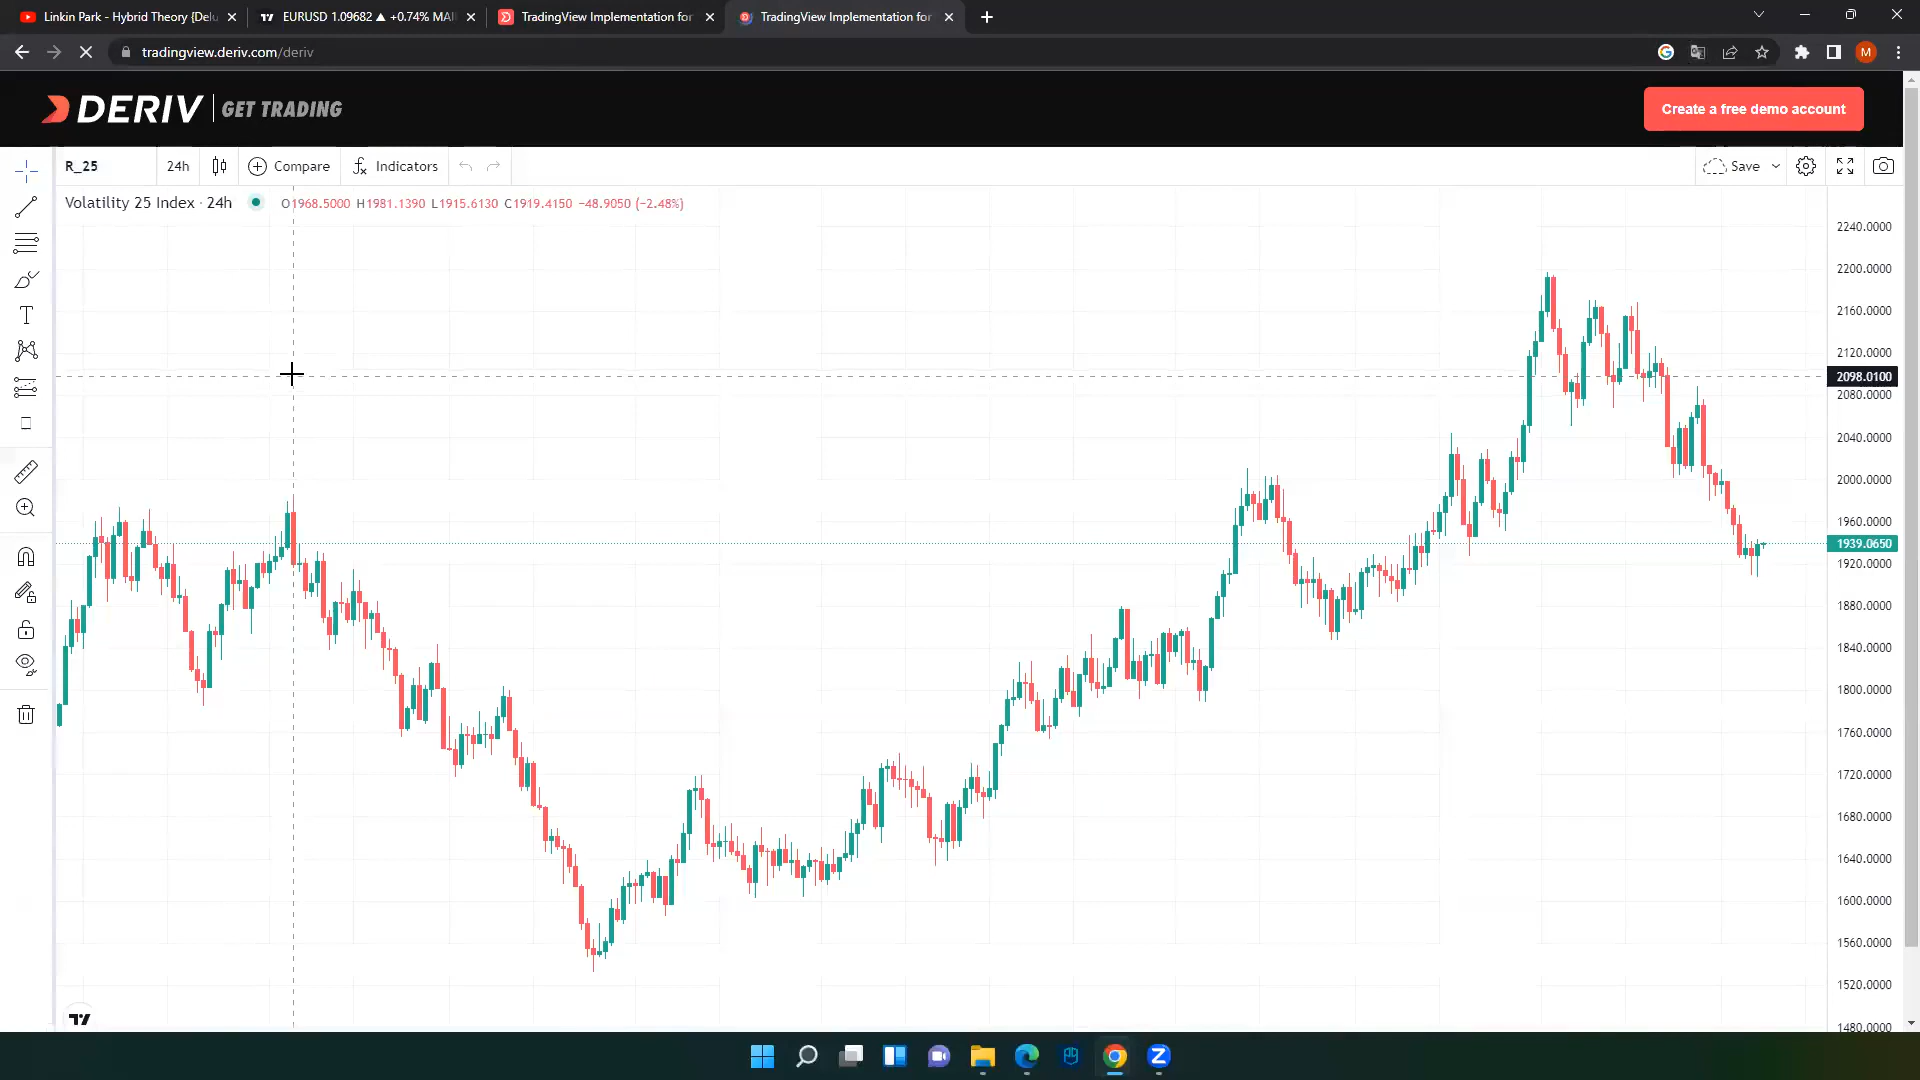 Linkin Park - Hybrid Theory {Delu
EURUSD 1.09682 ▲ +0.74% MAI
TradingView Implementation for
TradingView Implementation for
tradingview.deriv.com/deriv
M
DERIV GET TRADING
Create a free demo account
R_25
24h
Compare
Indicators
Save
Volatility 25 Index · 24h
O1968.5000 H1981.1390 L1915.6130 C1919.4150 −48.9050 (−2.48%)
2240.0000
2200.0000
2160.0000
2120.0000
2098.0100
2080.0000
2040.0000
2000.0000
1960.0000
1939.0650
1920.0000
1880.0000
1840.0000
1800.0000
1760.0000
1720.0000
1680.0000
1640.0000
1600.0000
1560.0000
1520.0000
1480.0000